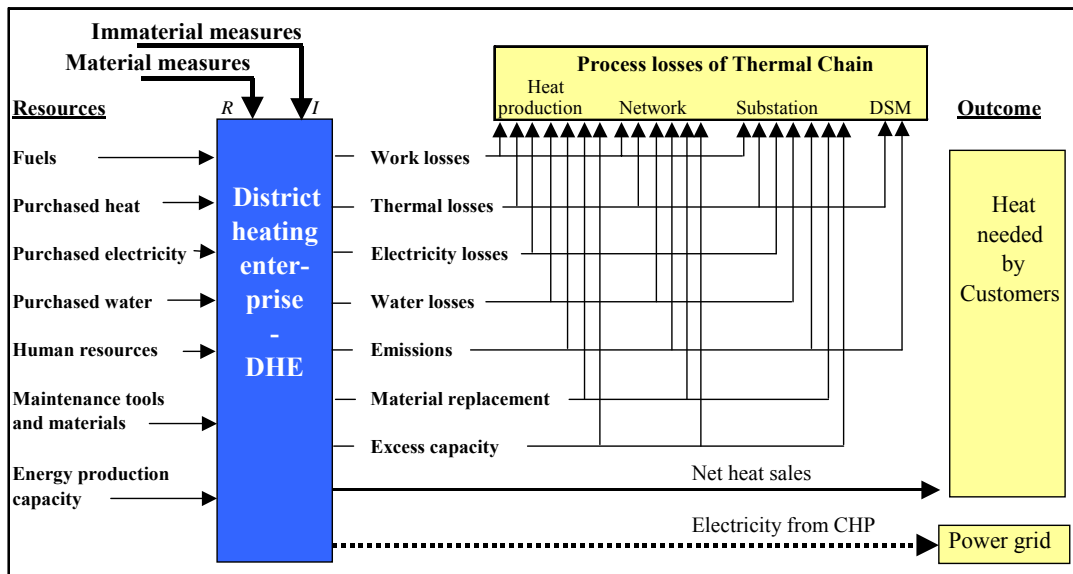 Immaterial measures
Material measures
Process losses of Thermal Chain
Heat
production
Network
Substation
DSM
Resources
R
I
Outcome
Fuels
Purchased heat
Purchased electricity
Purchased water
Human resources
Maintenance tools
and materials
Energy production
capacity
District
heating
enter-
prise
-
DHE
Work losses
Thermal losses
Electricity losses
Water losses
Emissions
Material replacement
Excess capacity
Net heat sales
Electricity from CHP
Heat
needed
by
Customers
Power grid